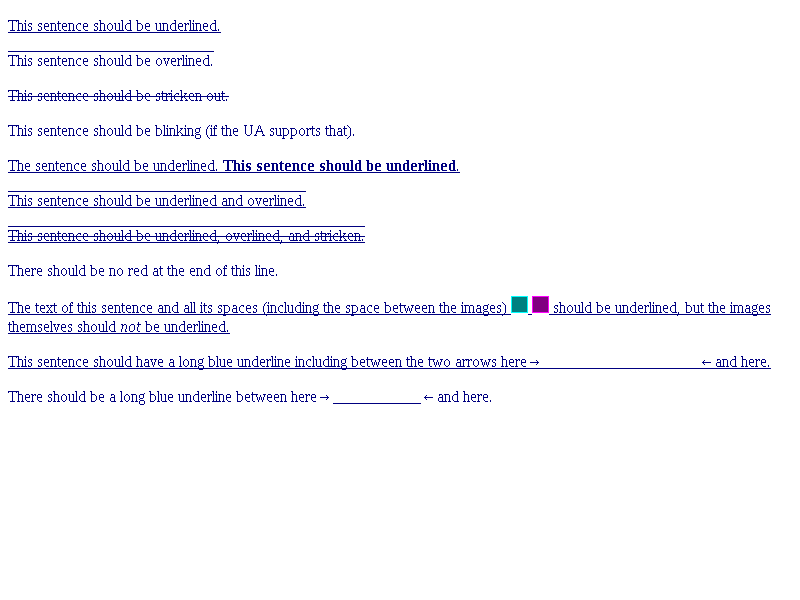 This sentence should be underlined.
This sentence should be overlined.
This sentence should be stricken out.
This sentence should be blinking (if the UA supports that).
The sentence should be underlined. This sentence should be underlined.
This sentence should be underlined and overlined.
This sentence should be underlined, overlined, and stricken.
There should be no red at the end of this line.
The text of this sentence and all its spaces (including the space between the images) should be underlined, but the images
themselves should not be underlined.
This sentence should have a long blue underline including between the two arrows here → ← and here.
There should be a long blue underline between here → ← and here.